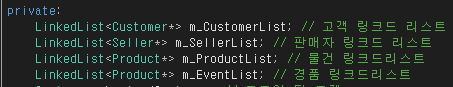 private:
LinkedList<Customer*> m_CustomerList; // 고객 링크드 리스트
LinkedList<Seller*> m_SellerList; // 판매자 링크드 리스트
LinkedList<Product*> m_ProductList; // 물건 링크드리스트
LinkedList<Product*> m_EventList; // 경품 링크드리스트